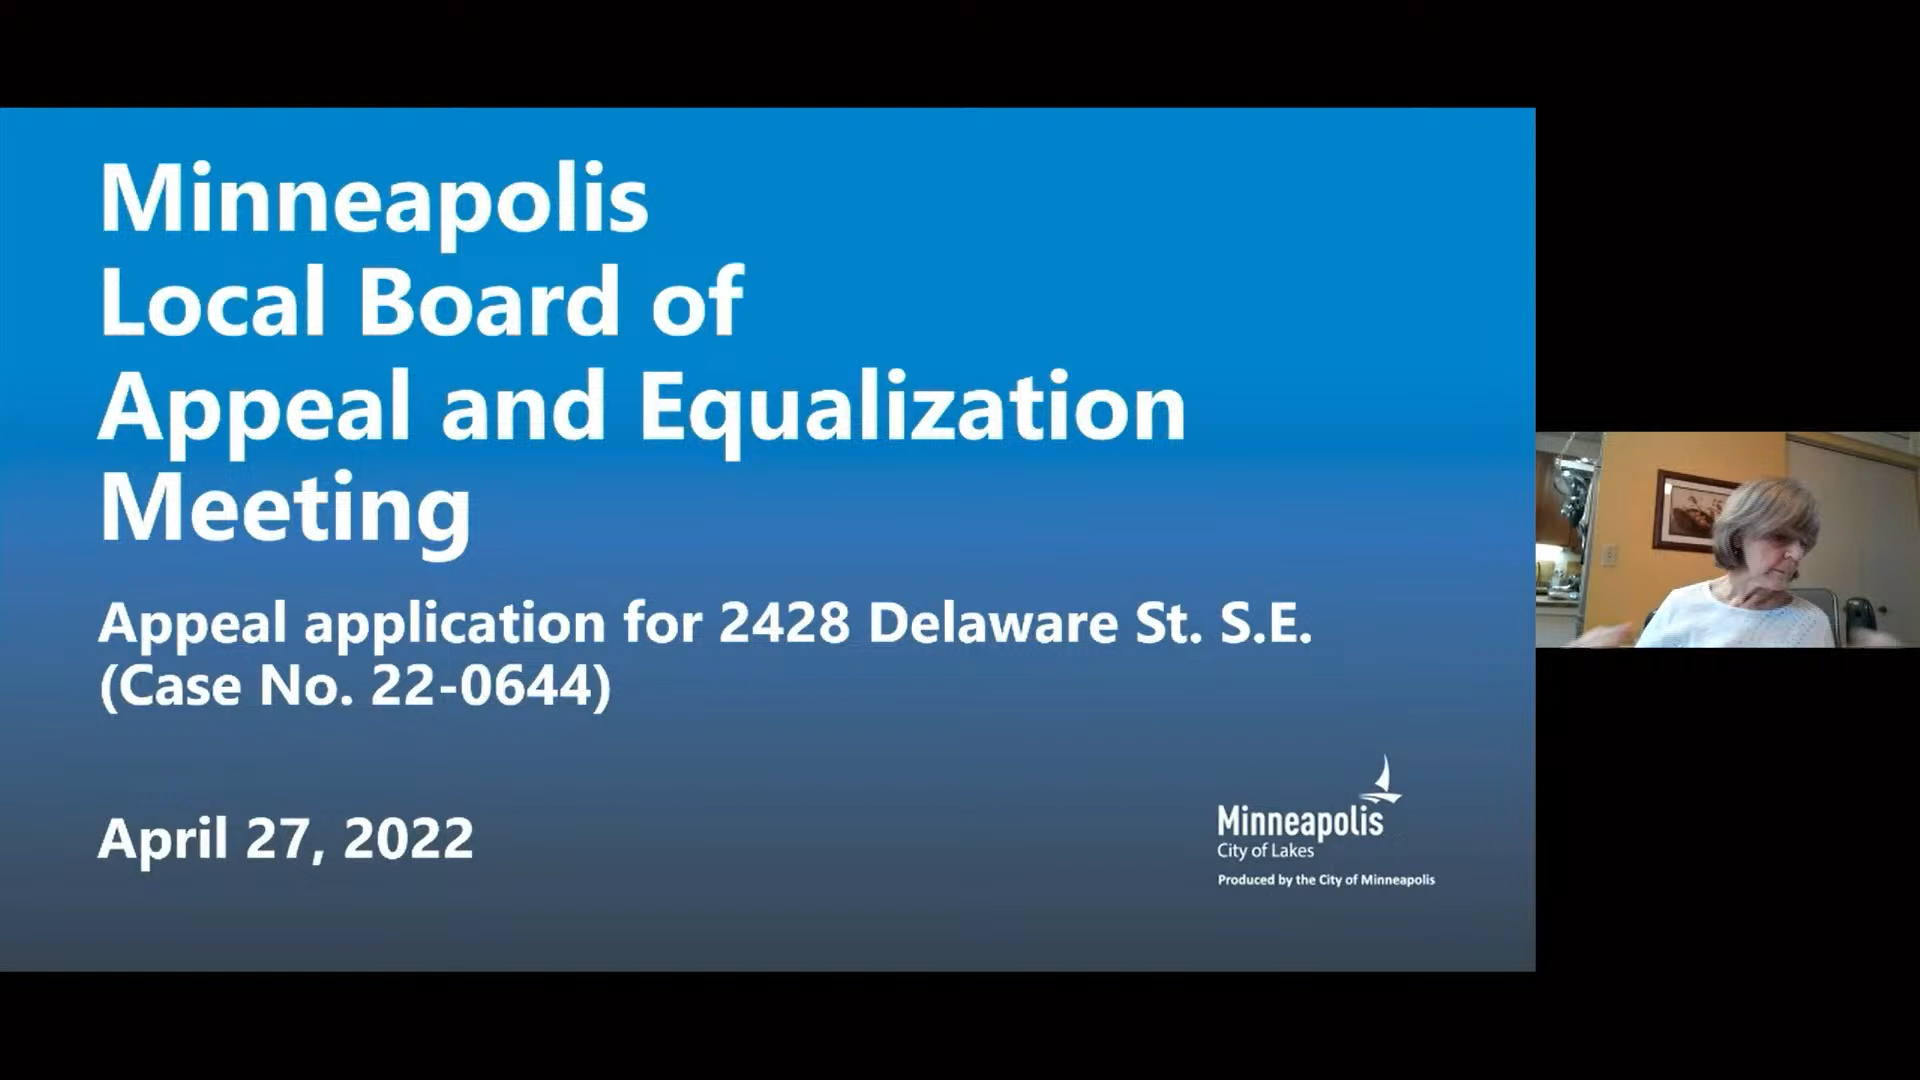 Minneapolis
Local Board of
Appeal and Equalization
Meeting
Appeal application for 2428 Delaware St. S.E.
(Case No. 22-0644)
April 27, 2022
Minneapolis
City of Lakes
Produced by the City of Minneapolis